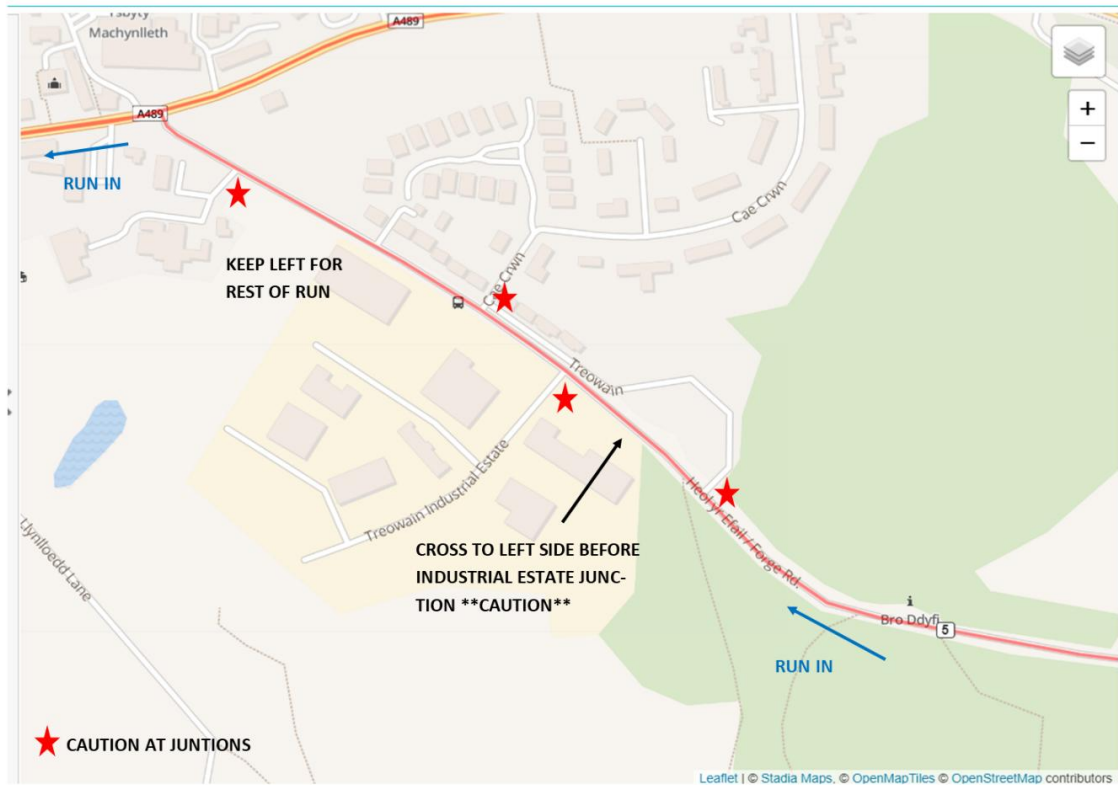 Ysbyty
Machynlleth
A489
A489
+
−
RUN IN
KEEP LEFT FOR
REST OF RUN
Cae Crwn
Cae Crwn
Treowain
Treowain Industrial Estate
Heol yr Efail / Forge Rd.
CROSS TO LEFT SIDE BEFORE
INDUSTRIAL ESTATE JUNC-
TION **CAUTION**
Llynlloedd Lane
Bro Ddyfi
5
RUN IN
CAUTION AT JUNTIONS
Leaflet | © Stadia Maps, © OpenMapTiles © OpenStreetMap contributors